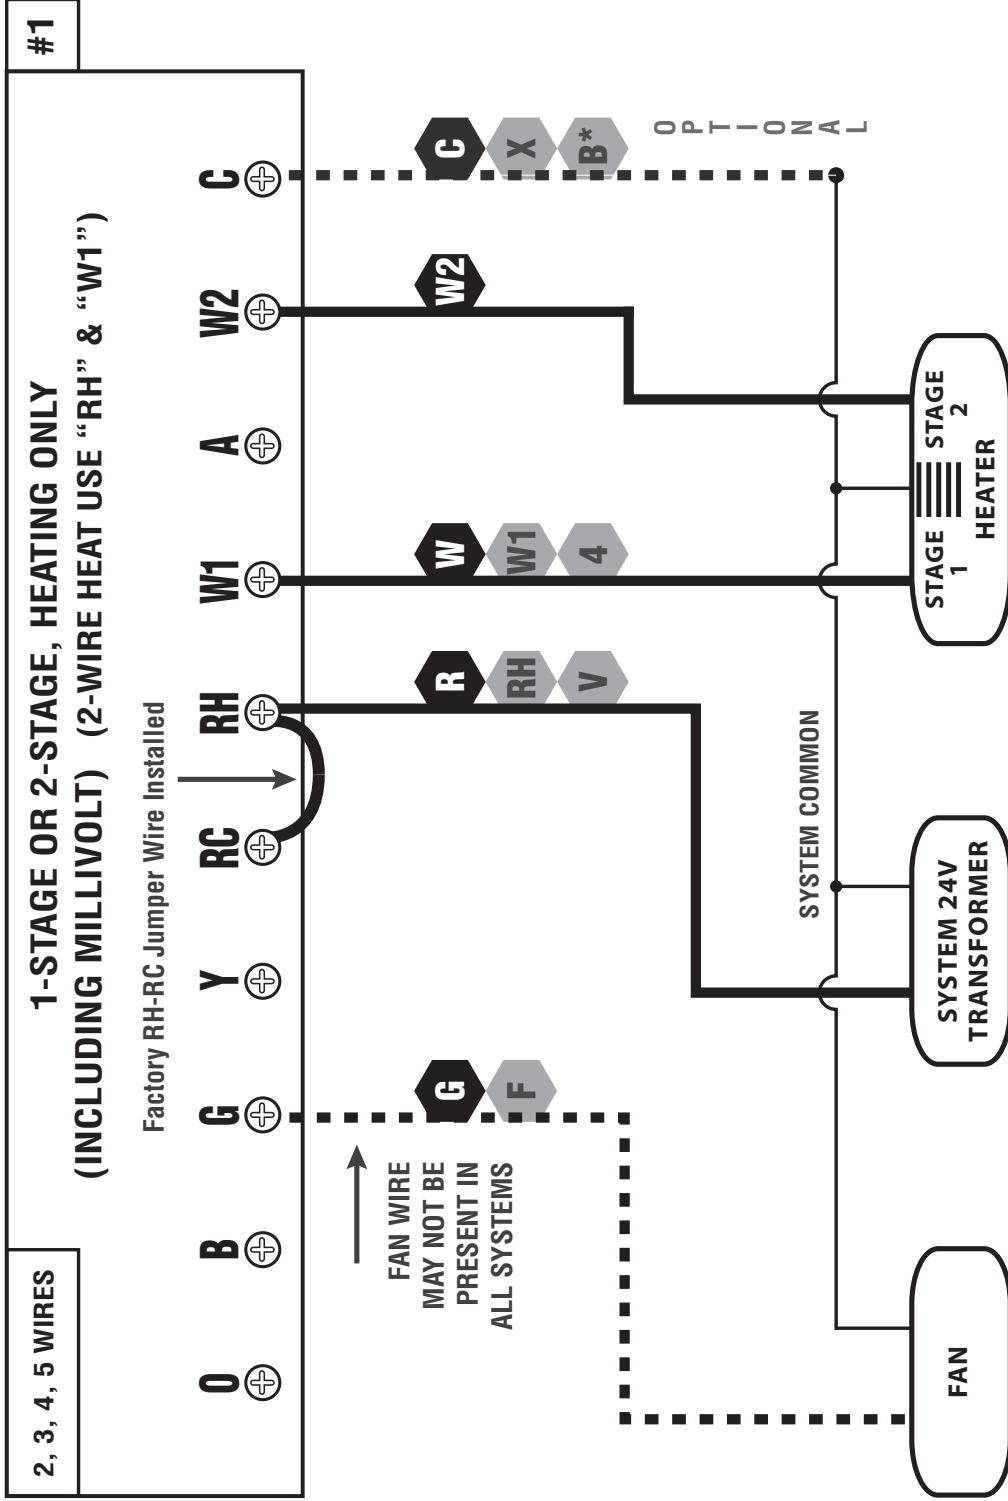 2, 3, 4, 5 WIRES
#1
1-STAGE OR 2-STAGE, HEATING ONLY
(INCLUDING MILLIVOLT) (2-WIRE HEAT USE “RH” & “W1”)
Factory RH-RC Jumper Wire Installed
O B G Y RC RH W1 A W2 C
FAN WIRE
MAY NOT BE
PRESENT IN
ALL SYSTEMS
G
F
R
RH
V
W
W1
4
W2
C
X
B*
OPTIONAL
SYSTEM COMMON
FAN
SYSTEM 24V
TRANSFORMER
STAGE
1
STAGE
2
HEATER